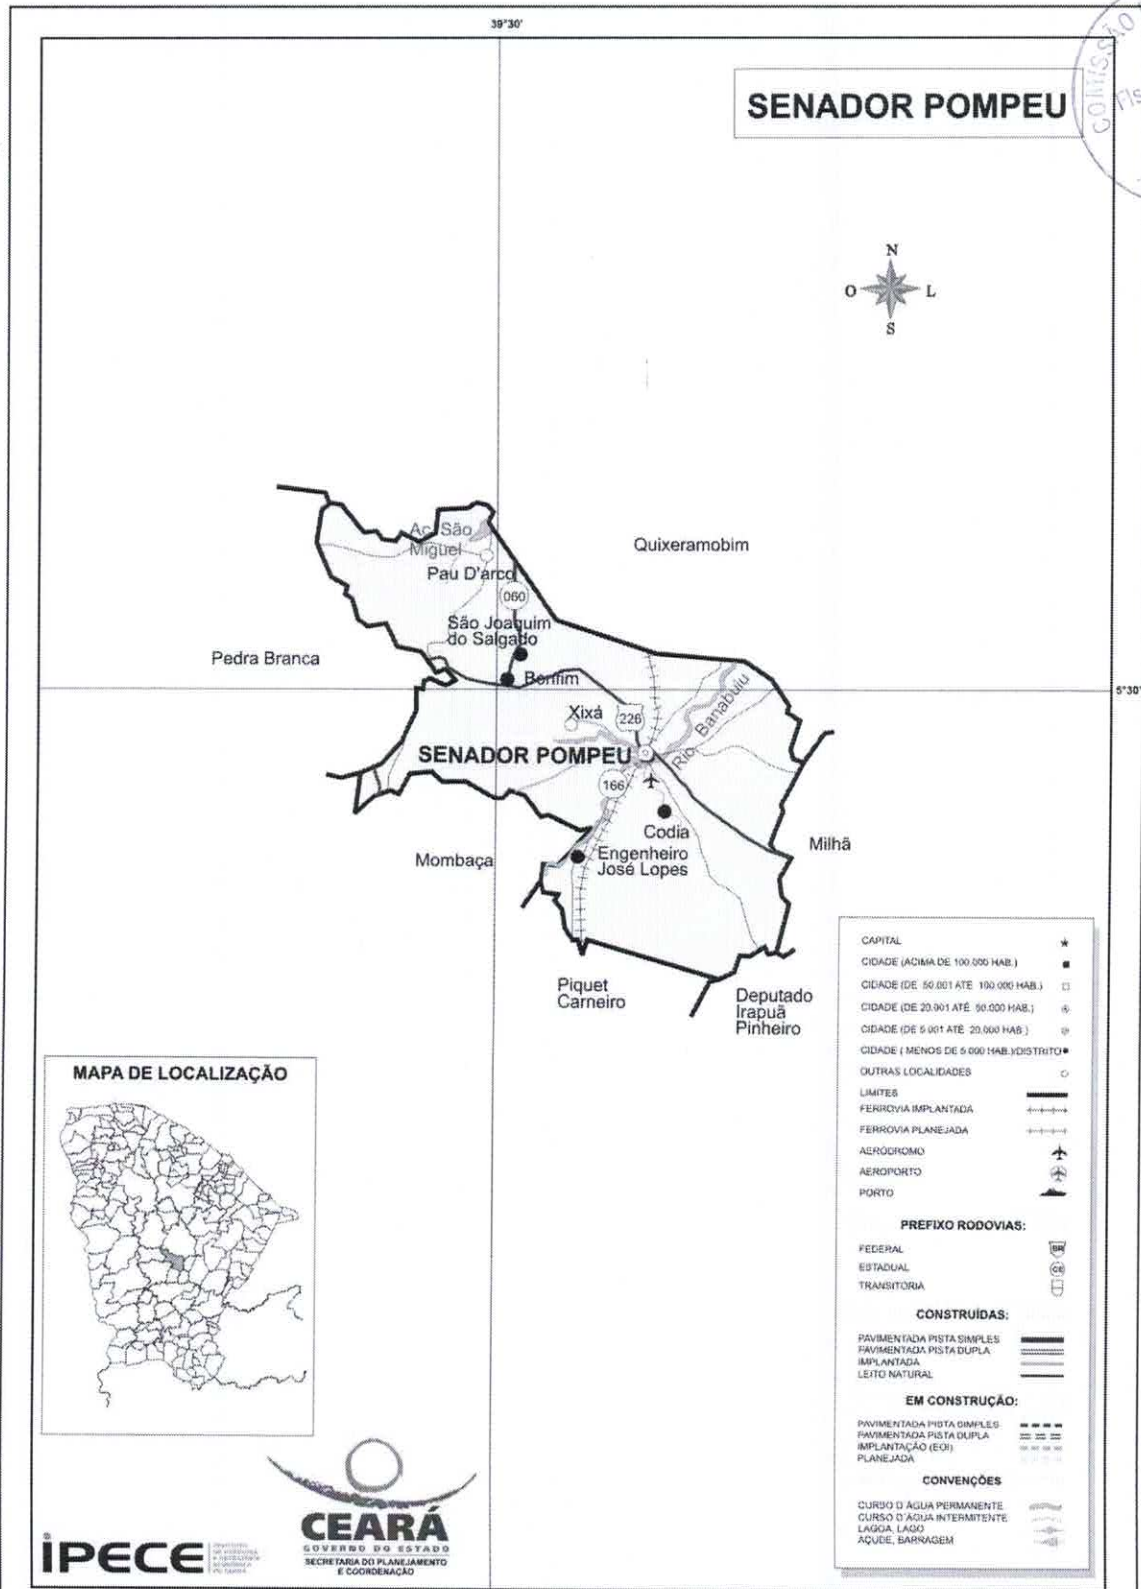 39°30'
SENADOR POMPEU
COMISSÃO
Fls
N
O
L
S
Aç. São
Miguel
Quixeramobim
Pau D'arco
060
São Joaquim
do Salgado
Pedra Branca
Bonfim
5°30'
Xixá
226
Rio Banabuiu
SENADOR POMPEU
166
Codia
Milhã
Mombaça
Engenheiro
José Lopes
Piquet
Carneiro
Deputado
Irapuã
Pinheiro
CAPITAL
CIDADE (ACIMA DE 100.000 HAB.)
CIDADE (DE 50.001 ATÉ 100.000 HAB.)
CIDADE (DE 20.001 ATÉ 50.000 HAB.)
CIDADE (DE 5.001 ATÉ 20.000 HAB.)
CIDADE ( MENOS DE 5.000 HAB.)/DISTRITO
OUTRAS LOCALIDADES
LIMITES
FERROVIA IMPLANTADA
FERROVIA PLANEJADA
AERÓDROMO
AEROPORTO
PORTO
PREFIXO RODOVIAS:
FEDERAL BR
ESTADUAL CE
TRANSITÓRIA
CONSTRUÍDAS:
PAVIMENTADA PISTA SIMPLES
PAVIMENTADA PISTA DUPLA
IMPLANTADA
LEITO NATURAL
EM CONSTRUÇÃO:
PAVIMENTADA PISTA SIMPLES
PAVIMENTADA PISTA DUPLA
IMPLANTAÇÃO (EOI)
PLANEJADA
CONVENÇÕES
CURSO D'ÁGUA PERMANENTE
CURSO D'ÁGUA INTERMITENTE
LAGOA, LAGO
AÇUDE, BARRAGEM
MAPA DE LOCALIZAÇÃO
IPECE
CEARÁ
GOVERNO DO ESTADO
SECRETARIA DO PLANEJAMENTO
E COORDENAÇÃO